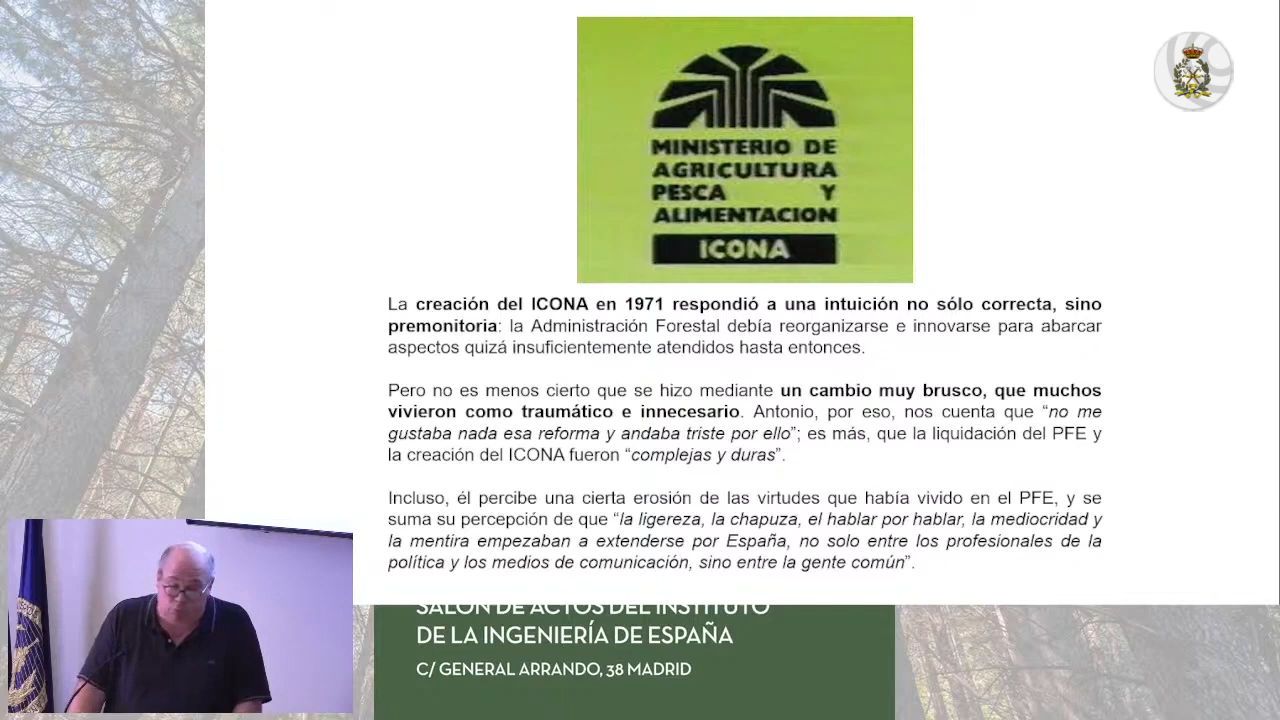 MINISTERIO DE
AGRICULTURA
PESCA Y
ALIMENTACION
ICONA
La creación del ICONA en 1971 respondió a una intuición no sólo correcta, sino
premonitoria: la Administración Forestal debía reorganizarse e innovarse para abarcar
aspectos quizá insuficientemente atendidos hasta entonces.
Pero no es menos cierto que se hizo mediante un cambio muy brusco, que muchos
vivieron como traumático e innecesario. Antonio, por eso, nos cuenta que “no me
gustaba nada esa reforma y andaba triste por ello”; es más, que la liquidación del PFE y
la creación del ICONA fueron “complejas y duras”.
Incluso, él percibe una cierta erosión de las virtudes que había vivido en el PFE, y se
suma su percepción de que “la ligereza, la chapuza, el hablar por hablar, la mediocridad y
la mentira empezaban a extenderse por España, no solo entre los profesionales de la
política y los medios de comunicación, sino entre la gente común”.
SALÓN DE ACTOS DEL INSTITUTO
DE LA INGENIERÍA DE ESPAÑA
C/ GENERAL ARRANDO, 38 MADRID